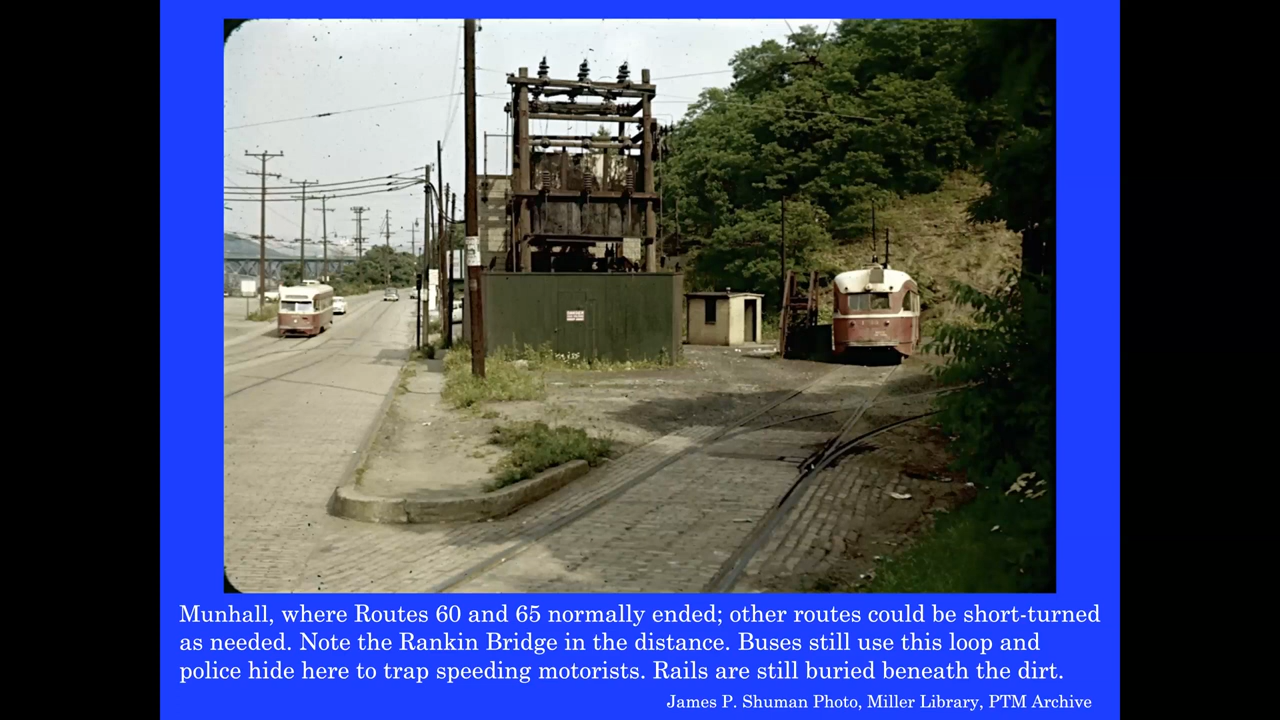 Munhall, where Routes 60 and 65 normally ended; other routes could be short-turned
as needed. Note the Rankin Bridge in the distance. Buses still use this loop and
police hide here to trap speeding motorists. Rails are still buried beneath the dirt.
James P. Shuman Photo, Miller Library, PTM Archive